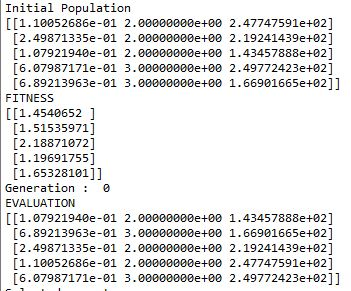 Initial Population
[[1.10052686e-01 2.00000000e+00 2.47747591e+02]
[2.49871335e-01 2.00000000e+00 2.19241439e+02]
[1.07921940e-01 2.00000000e+00 1.43457888e+02]
[6.07987171e-01 3.00000000e+00 2.49772423e+02]
[6.89213963e-01 3.00000000e+00 1.66901665e+02]]
FITNESS
[[1.4540652 ]
[1.51535971]
[2.18871072]
[1.19691755]
[1.65328101]]
Generation :  0
EVALUATION
[[1.07921940e-01 2.00000000e+00 1.43457888e+02]
[6.89213963e-01 3.00000000e+00 1.66901665e+02]
[2.49871335e-01 2.00000000e+00 2.19241439e+02]
[1.10052686e-01 2.00000000e+00 2.47747591e+02]
[6.07987171e-01 3.00000000e+00 2.49772423e+02]]